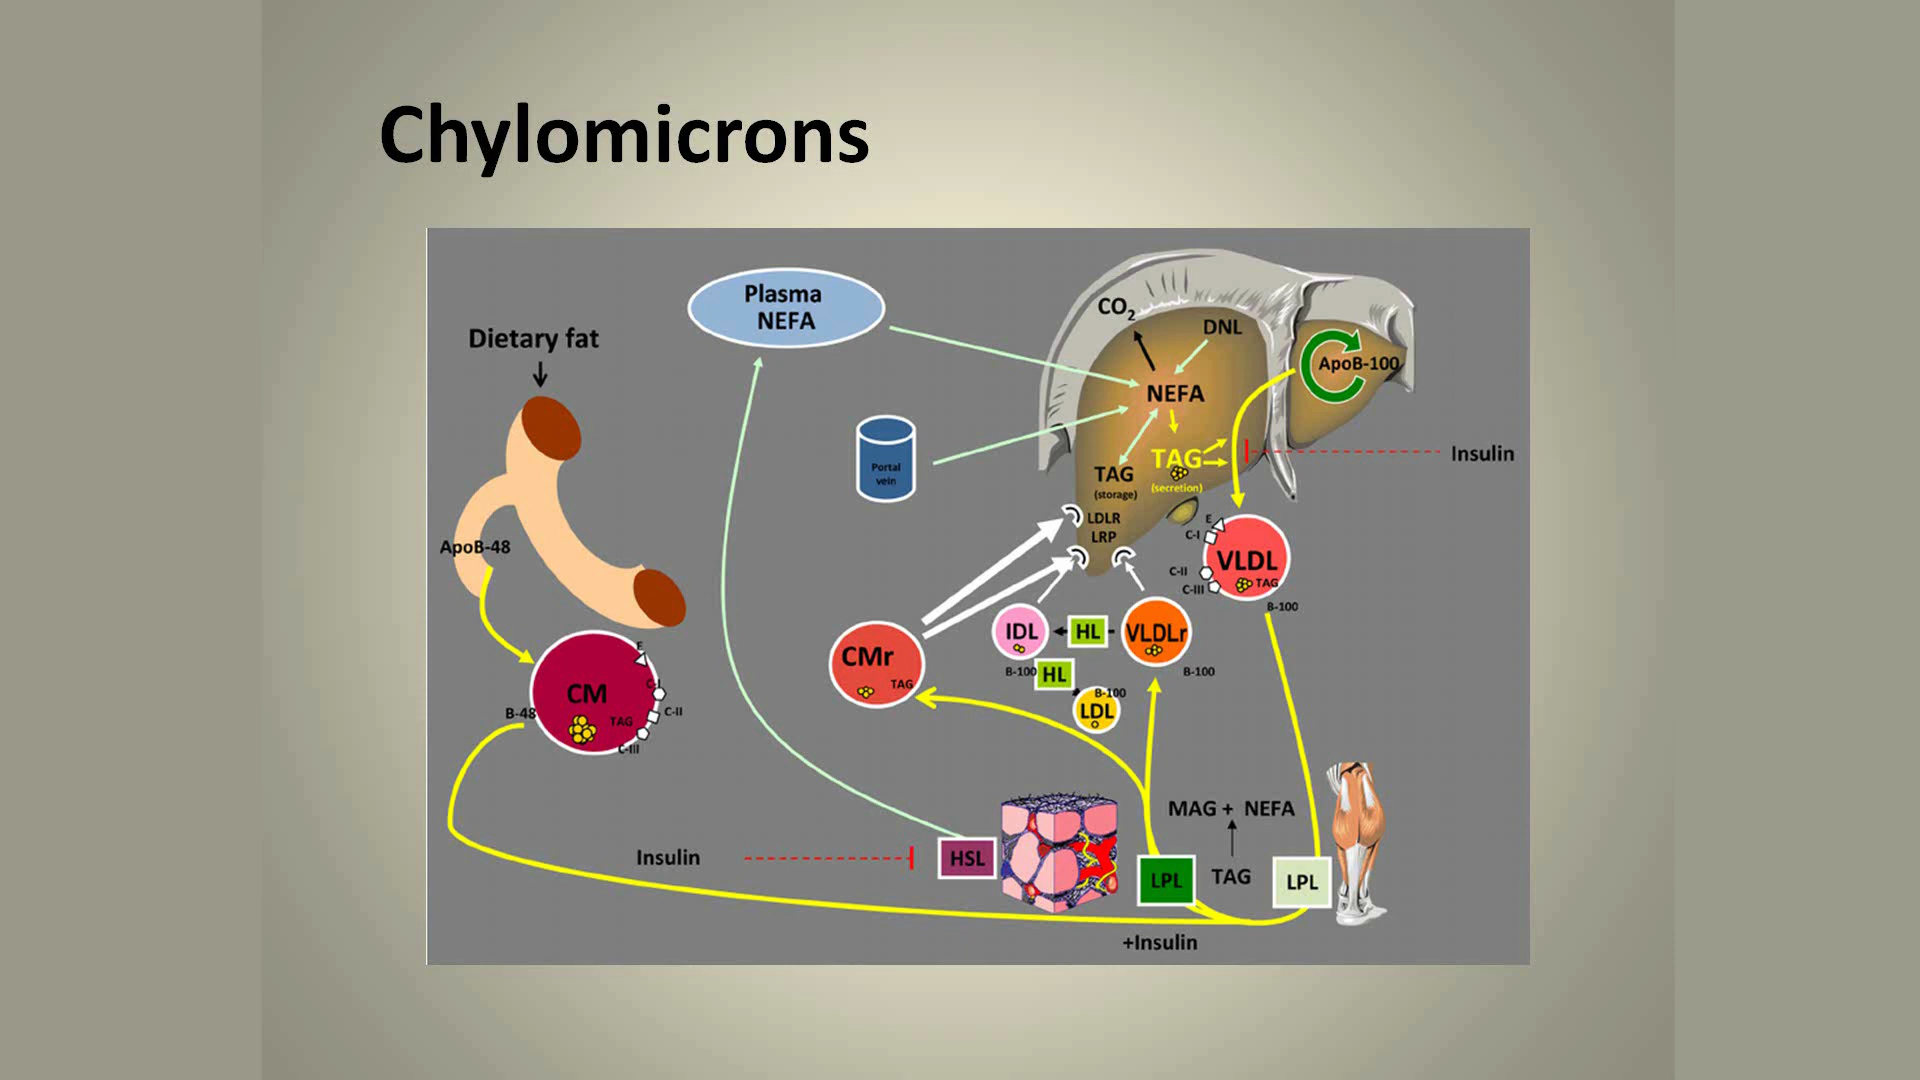 Chylomicrons
Plasma
NEFA
Dietary fat
CO2
DNL
ApoB-100
NEFA
Portal
vein
TAG
(storage)
TAG
(secretion)
Insulin
LDLR
LRP
ApoB-48
E
C-I
C-II
C-III
VLDL
TAG
B-100
IDL
B-100
HL
VLDLr
B-100
HL
B-100
LDL
CMr
TAG
CM
B-48
TAG
E
C-I
C-II
C-III
MAG + NEFA
Insulin
HSL
LPL
TAG
LPL
+Insulin